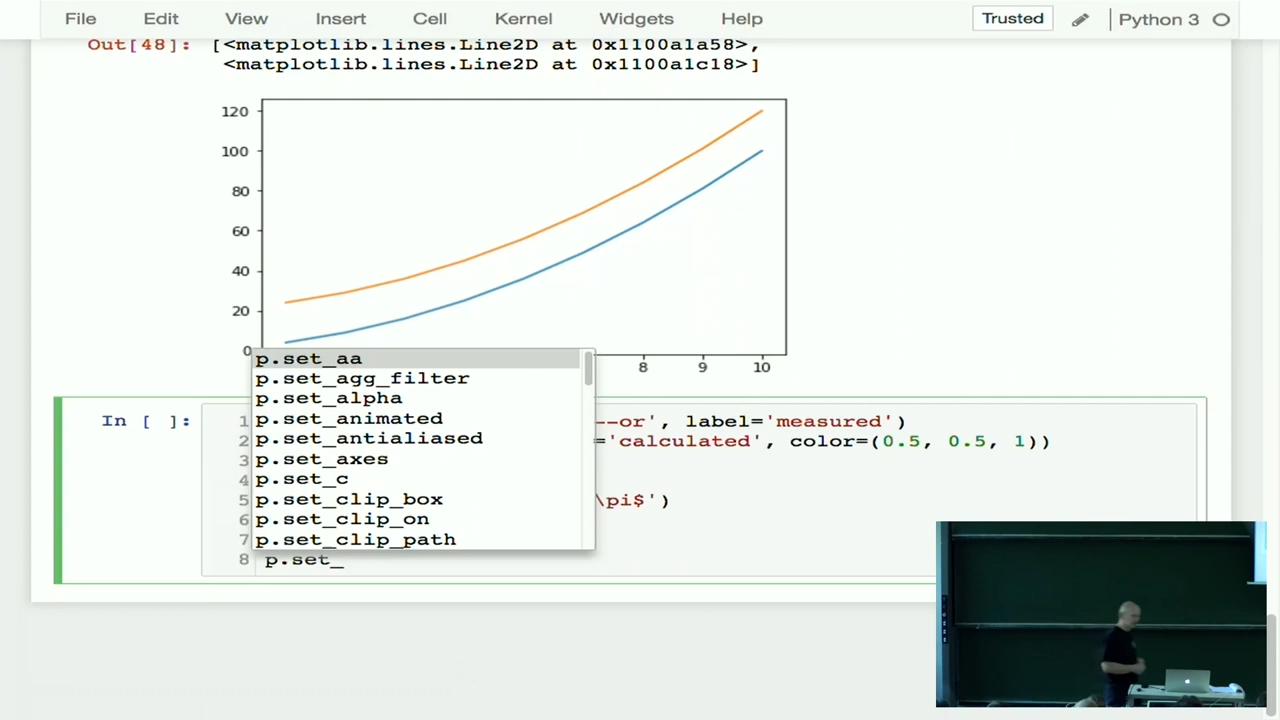 File Edit View Insert Cell Kernel Widgets Help Trusted Python 3
Out[48]: [<matplotlib.lines.Line2D at 0x1100a1a58>,
<matplotlib.lines.Line2D at 0x1100a1c18>]
120
100
80
60
40
20
0
8 9 10
p.set_aa
p.set_agg_filter
p.set_alpha
p.set_animated
p.set_antialiased
p.set_axes
p.set_c
p.set_clip_box
p.set_clip_on
p.set_clip_path
In [ ]: 1 --or', label='measured')
2 ='calculated', color=(0.5, 0.5, 1))
3
4
5 \pi$')
6
7
8 p.set_